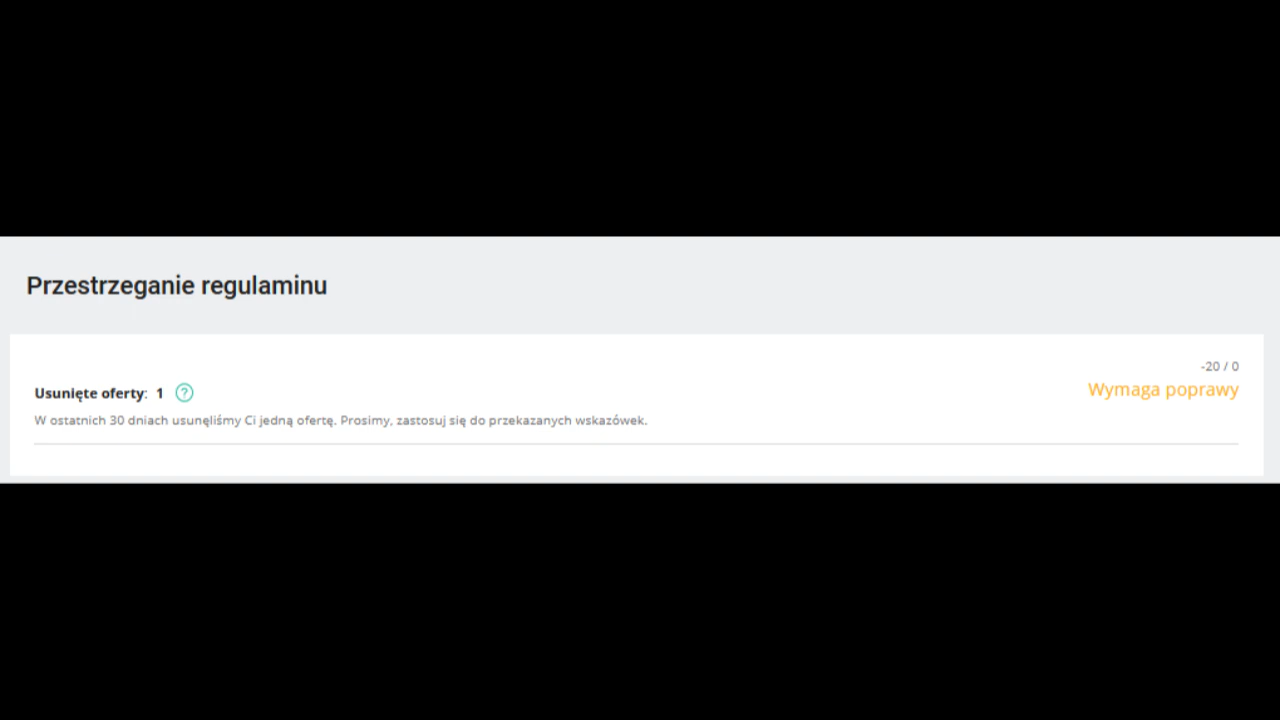 Przestrzeganie regulaminu
-20 / 0
Usunięte oferty: 1 ?
Wymaga poprawy
W ostatnich 30 dniach usunęliśmy Ci jedną ofertę. Prosimy, zastosuj się do przekazanych wskazówek.